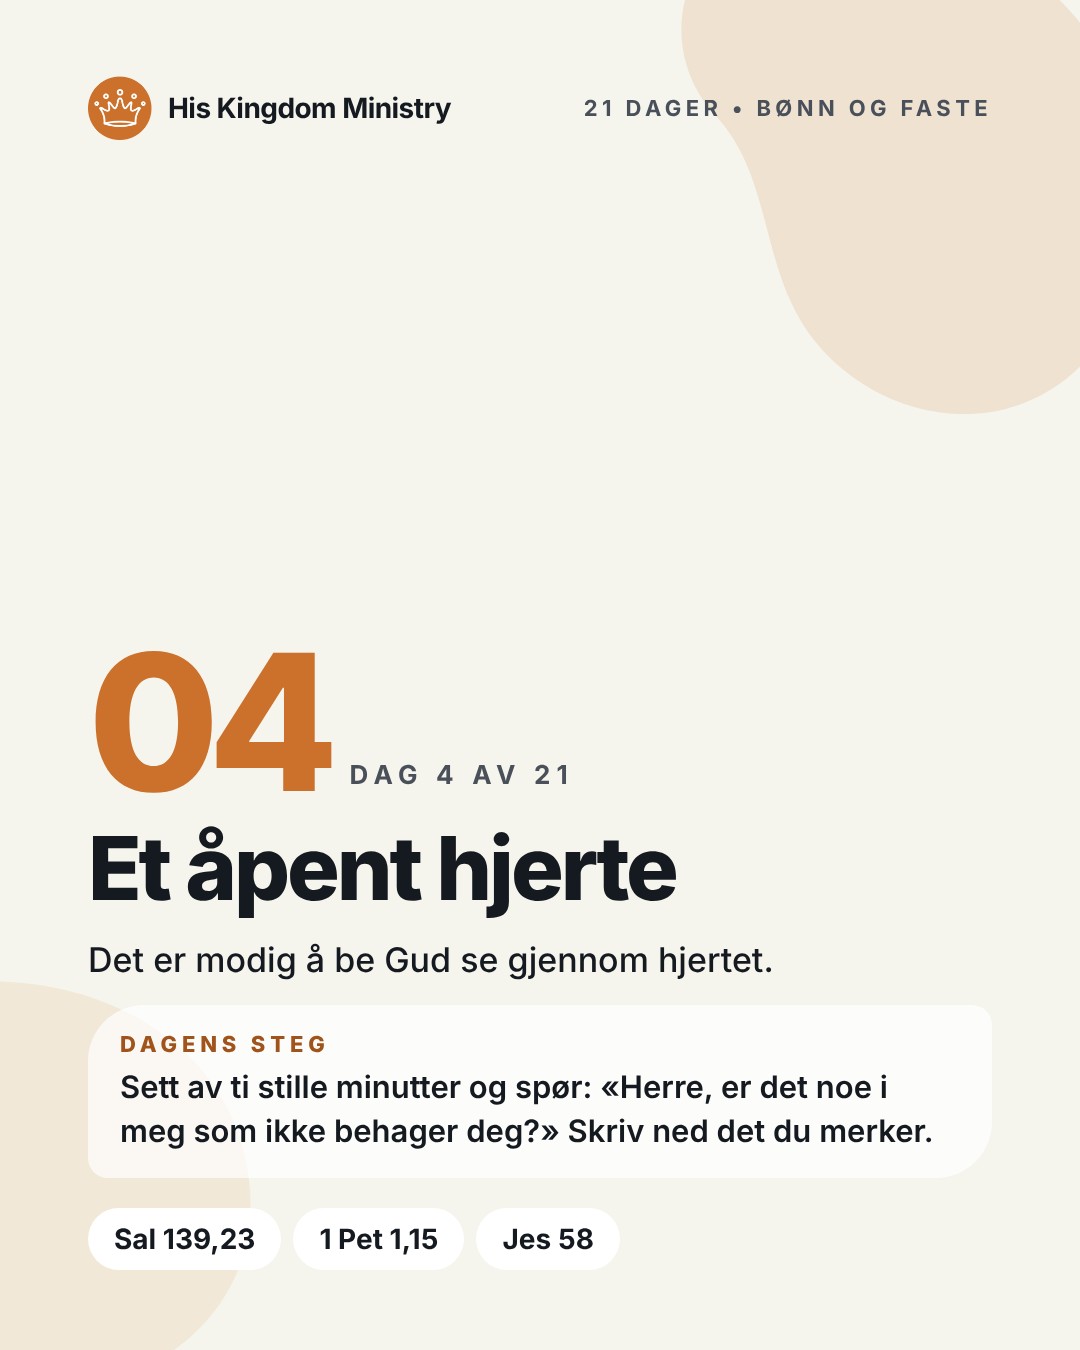 His Kingdom Ministry
21 DAGER • BØNN OG FASTE
04
DAG 4 AV 21
Et åpent hjerte
Det er modig å be Gud se gjennom hjertet.
DAGENS STEG
Sett av ti stille minutter og spør: «Herre, er det noe i
meg som ikke behager deg?» Skriv ned det du merker.
Sal 139,23
1 Pet 1,15
Jes 58